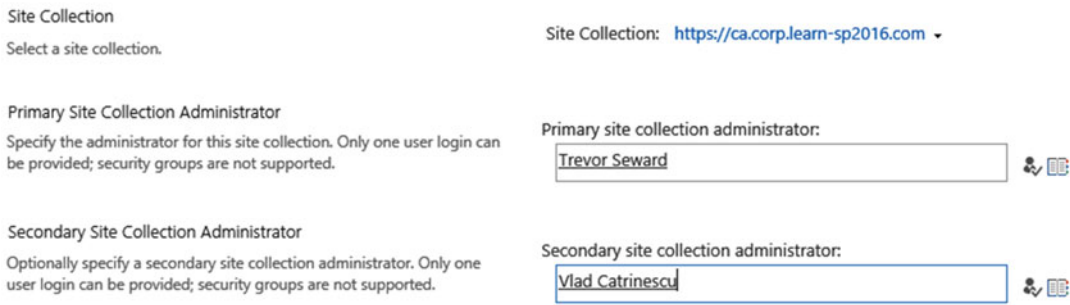 Site Collection
Select a site collection.
Site Collection: https://ca.corp.learn-sp2016.com
Primary Site Collection Administrator
Specify the administrator for this site collection. Only one user login can
be provided; security groups are not supported.
Primary site collection administrator:
Trevor Seward
Secondary Site Collection Administrator
Optionally specify a secondary site collection administrator. Only one
user login can be provided; security groups are not supported.
Secondary site collection administrator:
Vlad Catrinescu